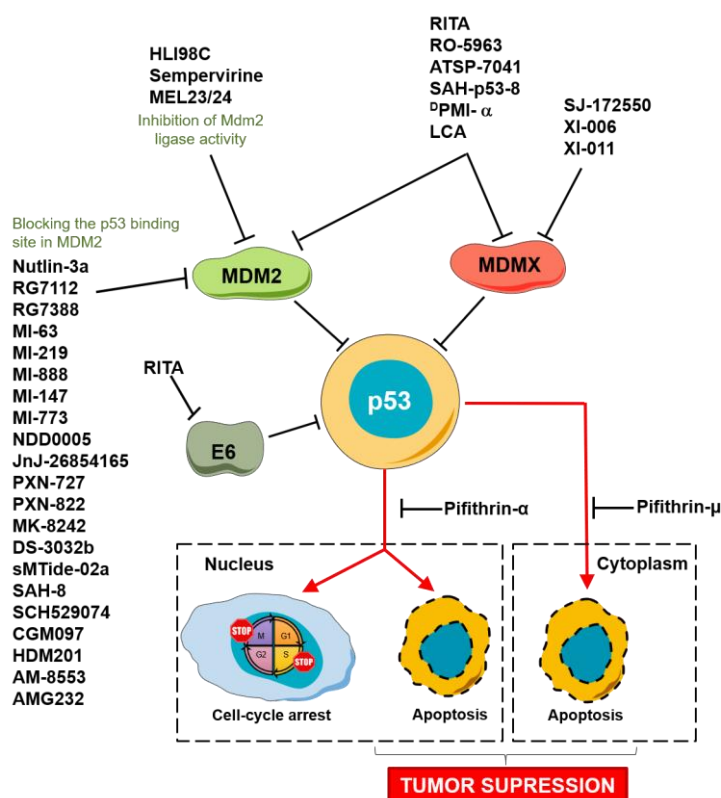 HLI98C
Sempervirine
MEL23/24
Inhibition of Mdm2
ligase activity
RITA
RO-5963
ATSP-7041
SAH-p53-8
ᴰPMI- α
LCA
SJ-172550
XI-006
XI-011
Blocking the p53 binding
site in MDM2
Nutlin-3a
RG7112
RG7388
MI-63
MI-219
MI-888
MI-147
MI-773
NDD0005
JnJ-26854165
PXN-727
PXN-822
MK-8242
DS-3032b
sMTide-02a
SAH-8
SCH529074
CGM097
HDM201
AM-8553
AMG232
MDM2
MDMX
RITA
E6
p53
Pifithrin-α
Pifithrin-µ
Nucleus
Cytoplasm
STOP
M
G1
G2
S
STOP
Cell-cycle arrest
Apoptosis
Apoptosis
TUMOR SUPRESSION